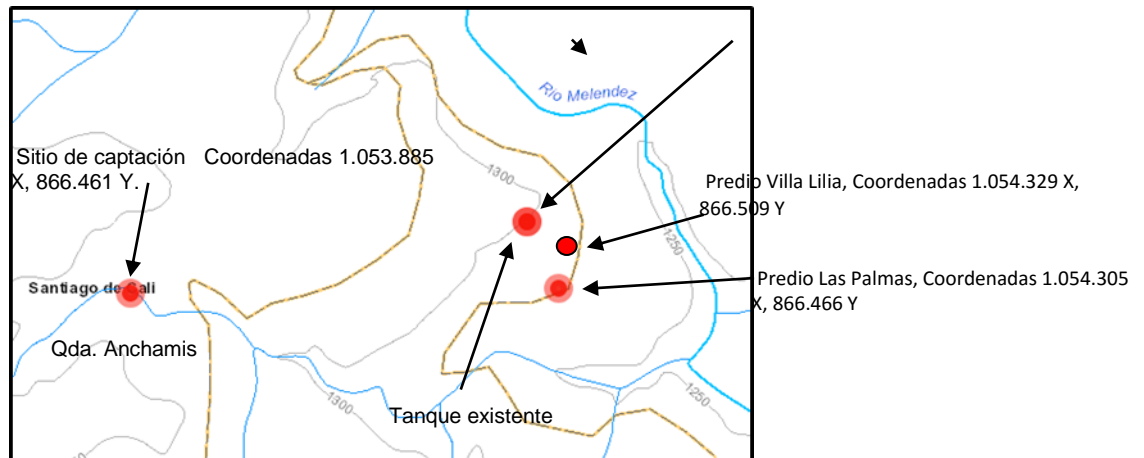 Río Melendez
Sitio de captación Coordenadas 1.053.885
X, 866.461 Y.
1300
Predio Villa Lilia, Coordenadas 1.054.329 X,
866.509 Y
1250
Predio Las Palmas, Coordenadas 1.054.305
X, 866.466 Y
Santiago de Cali
Qda. Anchamis
1300
Tanque existente
1250